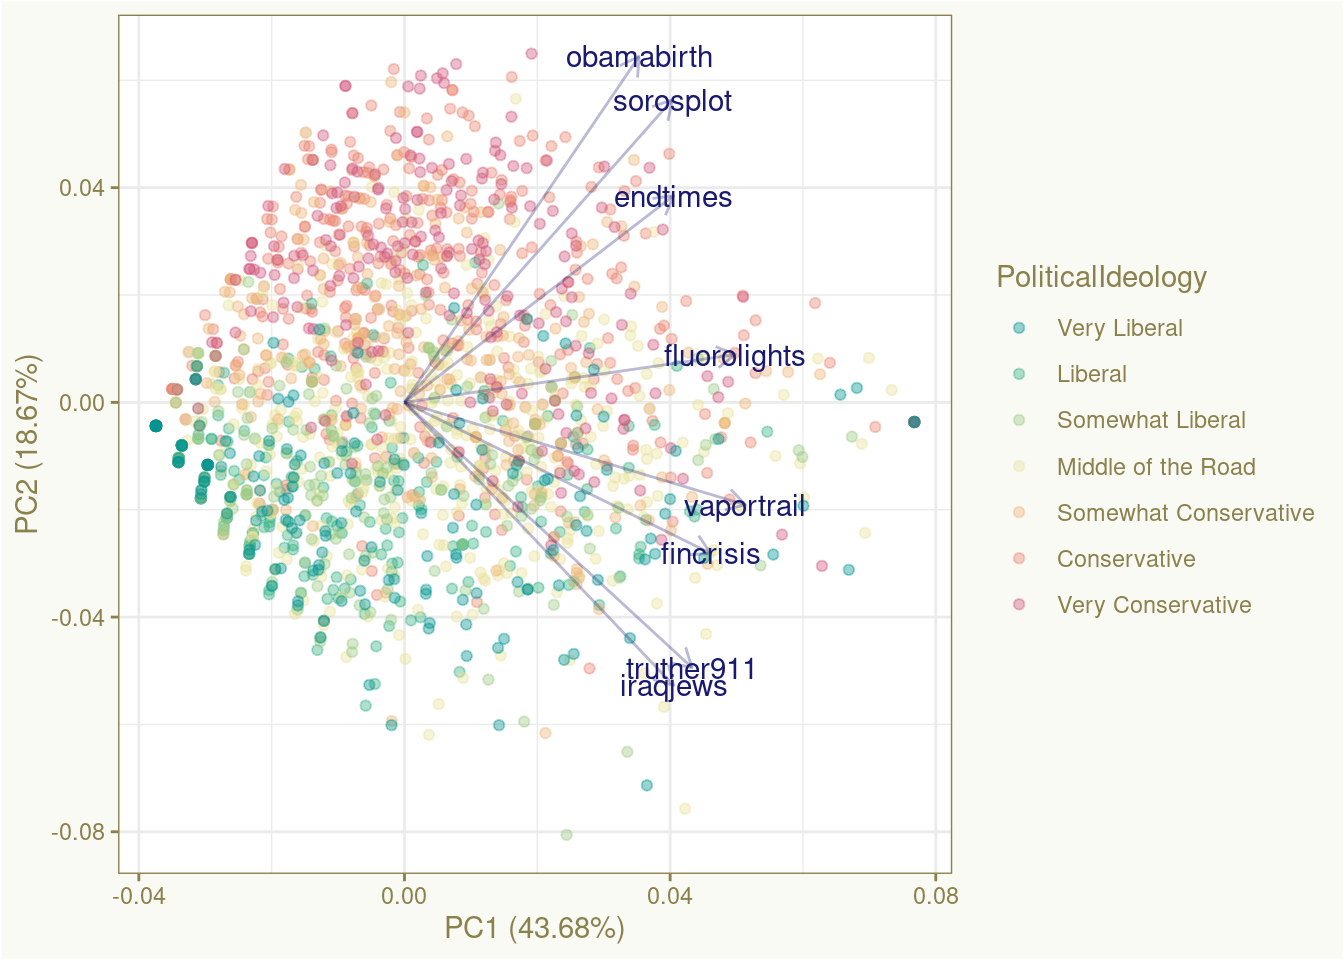 obamabirth
sorosplot
endtimes
fluorolights
vaportrail
fincrisis
truther911
iraqjews
0.04
0.00
-0.04
-0.08
PC2 (18.67%)
-0.04
0.00
0.04
0.08
PC1 (43.68%)
PoliticalIdeology
Very Liberal
Liberal
Somewhat Liberal
Middle of the Road
Somewhat Conservative
Conservative
Very Conservative